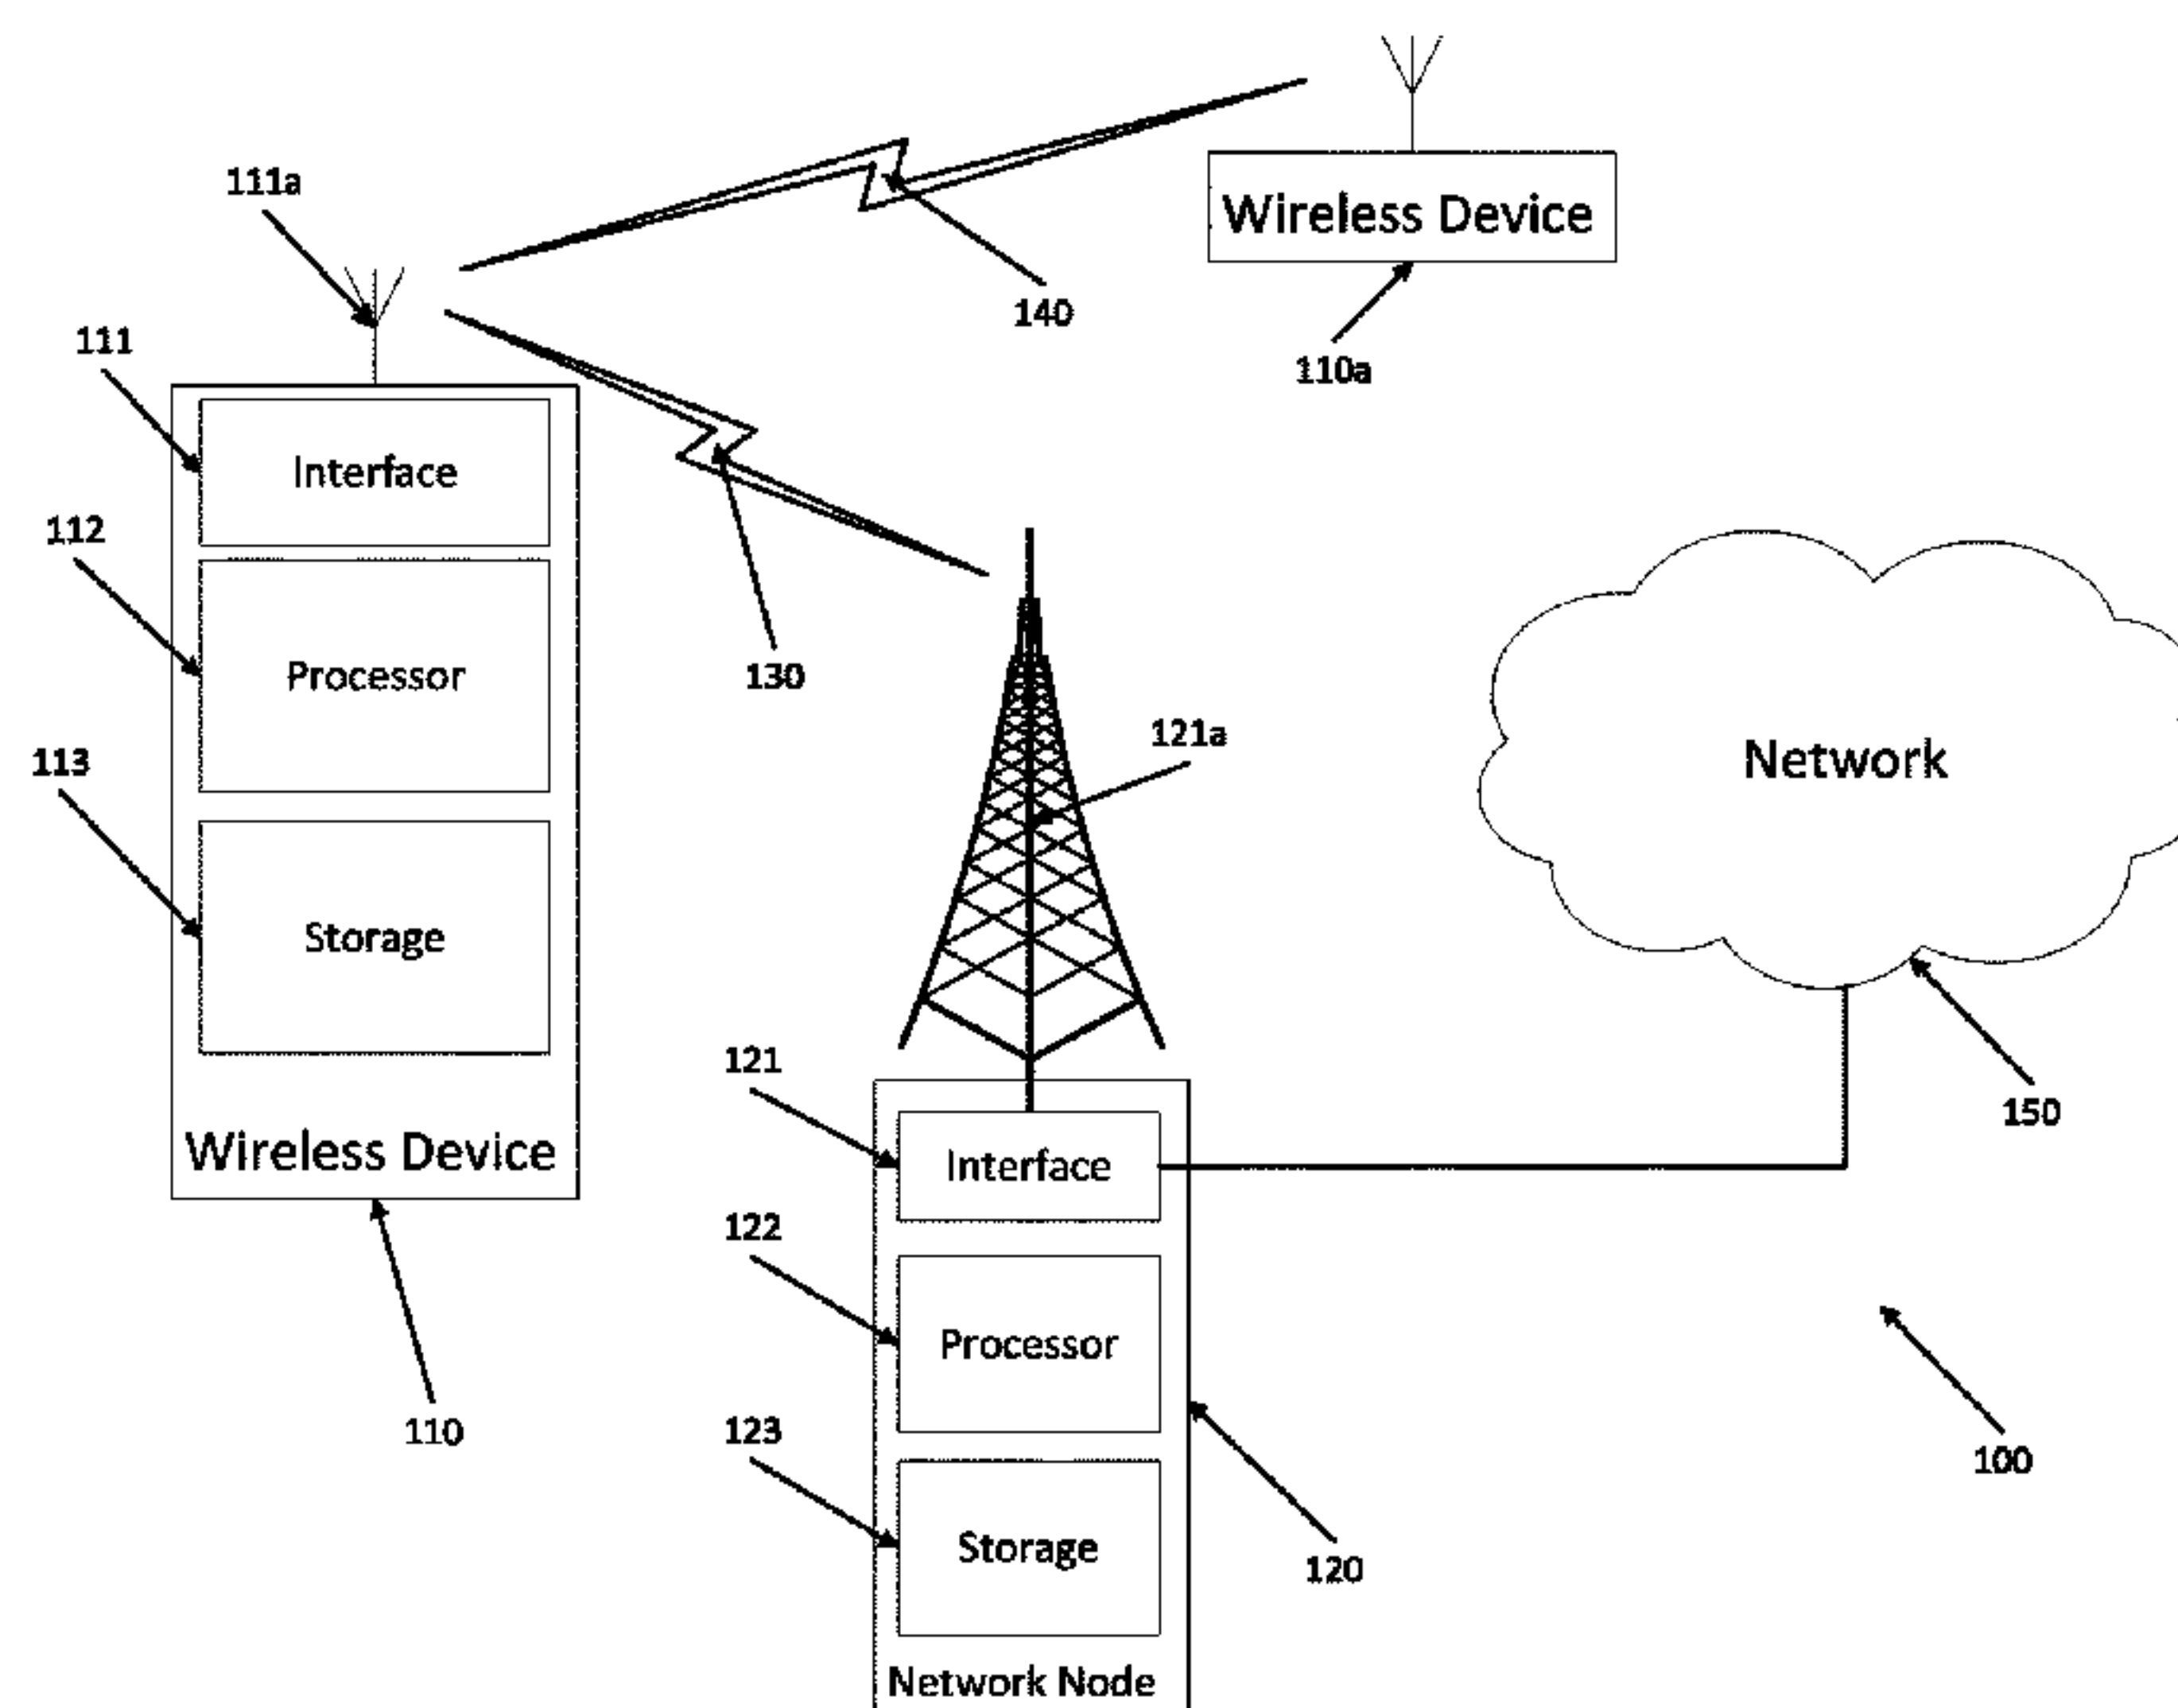 111a
Wireless Device
140
111
110a
Interface
112
Processor
130
121a
113
Network
Storage
121
150
Wireless Device
Interface
122
Processor
110
123
100
Storage
120
Network Node